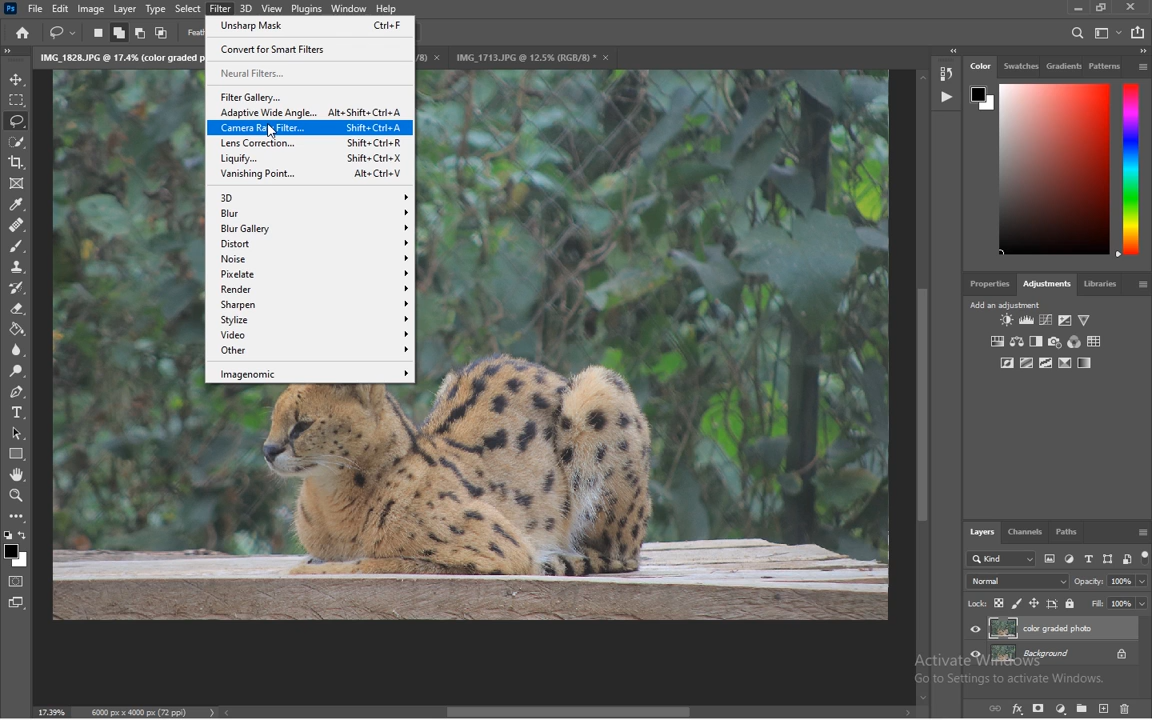 Ps File Edit Image Layer Type Select Filter 3D View Plugins Window Help
Feath
IMG_1828.JPG @ 17.4% (color graded p /8) × IMG_1713.JPG @ 12.5% (RGB/8) * ×
Unsharp Mask Ctrl+F
Convert for Smart Filters
Neural Filters...
Filter Gallery...
Adaptive Wide Angle... Alt+Shift+Ctrl+A
Camera Raw Filter... Shift+Ctrl+A
Lens Correction... Shift+Ctrl+R
Liquify... Shift+Ctrl+X
Vanishing Point... Alt+Ctrl+V
3D
Blur
Blur Gallery
Distort
Noise
Pixelate
Render
Sharpen
Stylize
Video
Other
Imagenomic
Color Swatches Gradients Patterns
Properties Adjustments Libraries
Add an adjustment
Layers Channels Paths
Kind
Normal Opacity: 100%
Lock: Fill: 100%
color graded photo
Background
Activate Windows
Go to Settings to activate Windows.
17.39% 6000 px x 4000 px (72 ppi)